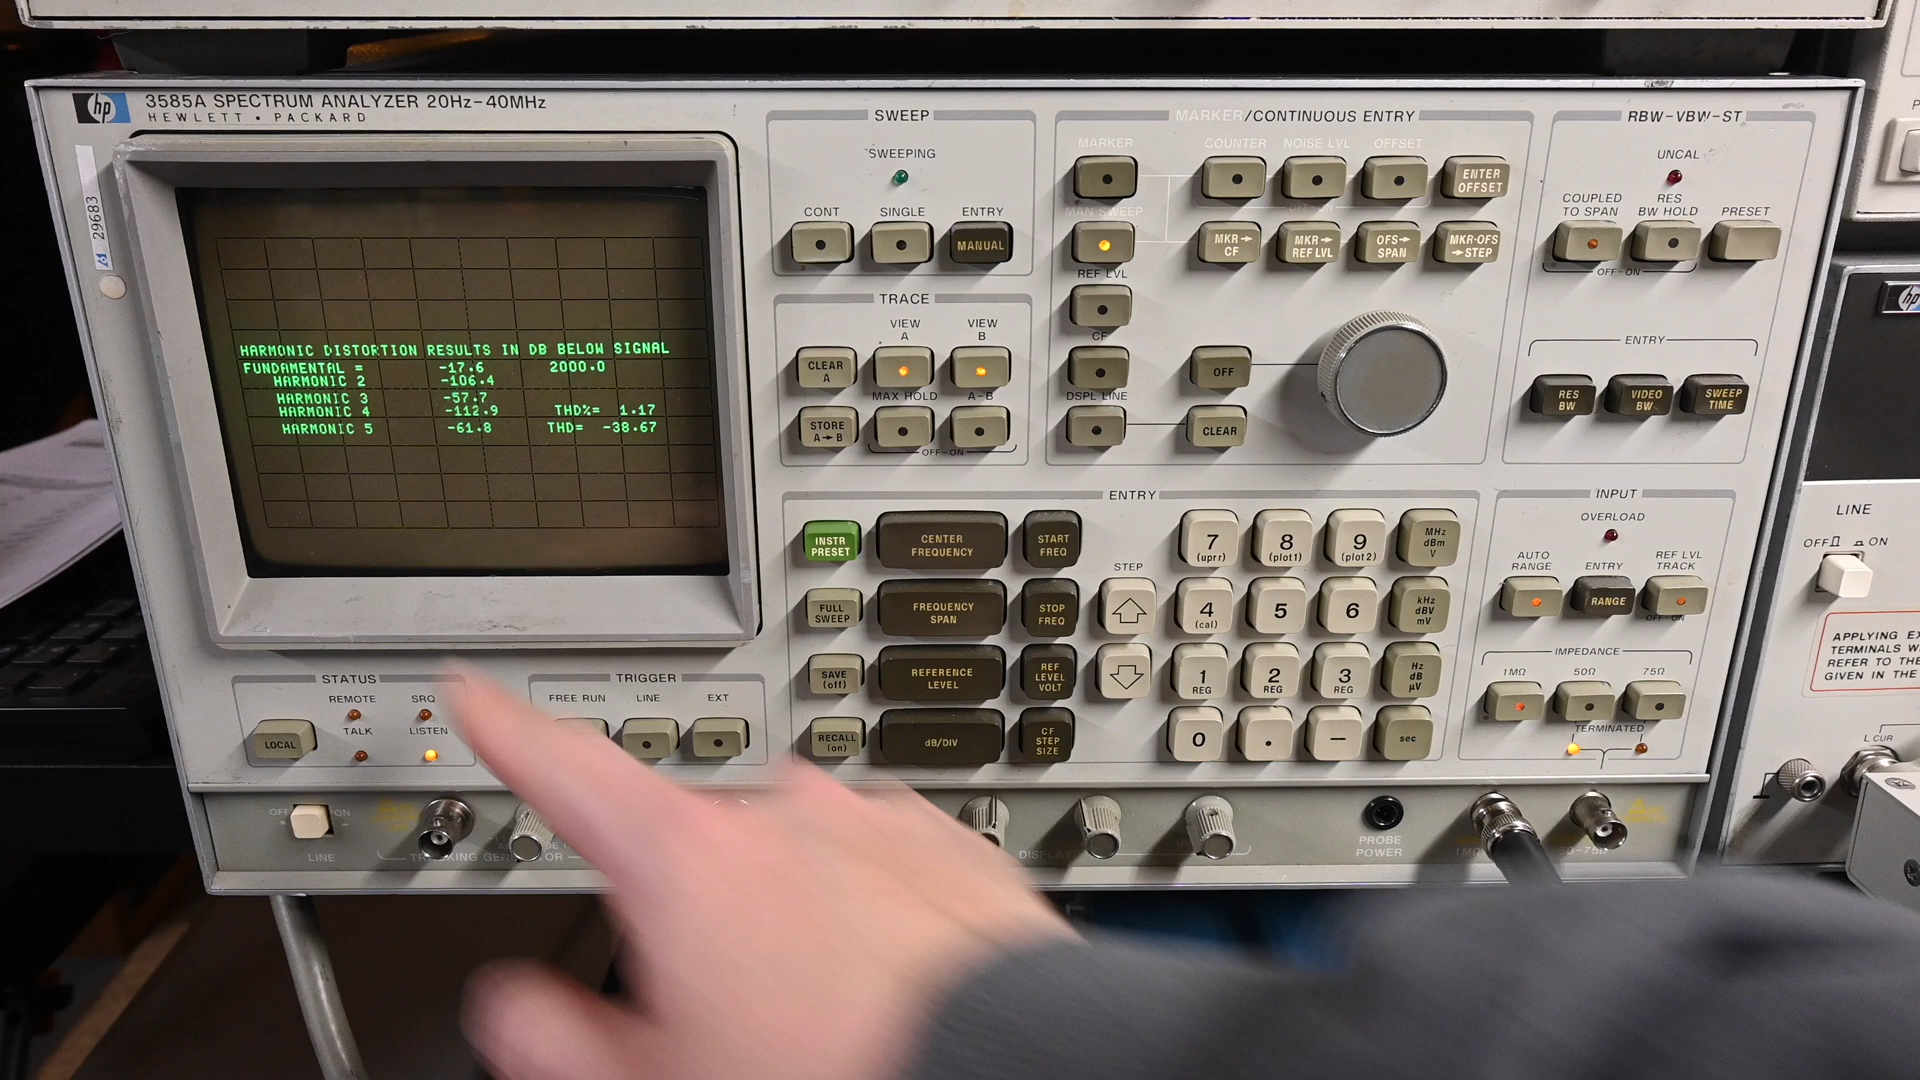 hp 3585A SPECTRUM ANALYZER 20Hz-40MHz
HEWLETT • PACKARD
29683
HARMONIC DISTORTION RESULTS IN DB BELOW SIGNAL
FUNDAMENTAL = -17.6 2000.0
HARMONIC 2 -106.4
HARMONIC 3 -57.7
HARMONIC 4 -112.9 THD%= 1.17
HARMONIC 5 -61.8 THD= -38.67
STATUS
REMOTE SRQ
TALK LISTEN
LOCAL
TRIGGER
FREE RUN LINE EXT
OFF ON
LINE
SWEEP
SWEEPING
CONT SINGLE ENTRY
MANUAL
TRACE
VIEW A VIEW B
CLEAR A
MAX HOLD A-B
STORE A→B
OFF-ON
MARKER/CONTINUOUS ENTRY
MARKER COUNTER NOISE LVL OFFSET
ENTER OFFSET
MAN SWEEP OFF-ON
MKR→ CF
MKR→ REF LVL
OFS→ SPAN
MKR-OFS →STEP
REF LVL
CF
OFF
DSPL LINE
CLEAR
RBW-VBW-ST
UNCAL
COUPLED TO SPAN
RES BW HOLD
PRESET
OFF-ON
ENTRY
RES BW
VIDEO BW
SWEEP TIME
ENTRY
INSTR PRESET
CENTER FREQUENCY
START FREQ
7 (uprr)
8 (plot1)
9 (plot2)
MHz dBm V
STEP
FULL SWEEP
FREQUENCY SPAN
STOP FREQ
4 (cal)
5
6
kHz dBV mV
SAVE (off)
REFERENCE LEVEL
REF LEVEL VOLT
1 REG
2 REG
3 REG
Hz dB µV
RECALL (on)
dB/DIV
CF STEP SIZE
0
.
-
sec
INPUT
OVERLOAD
AUTO RANGE
ENTRY
REF LVL TRACK
RANGE
OFF-ON
IMPEDANCE
1MΩ 50Ω 75Ω
TERMINATED
DISPLAY
PROBE POWER
hp
LINE
OFF ON
APPLYING
TERMINALS
REFER TO THE
GIVEN IN THE
L CUR